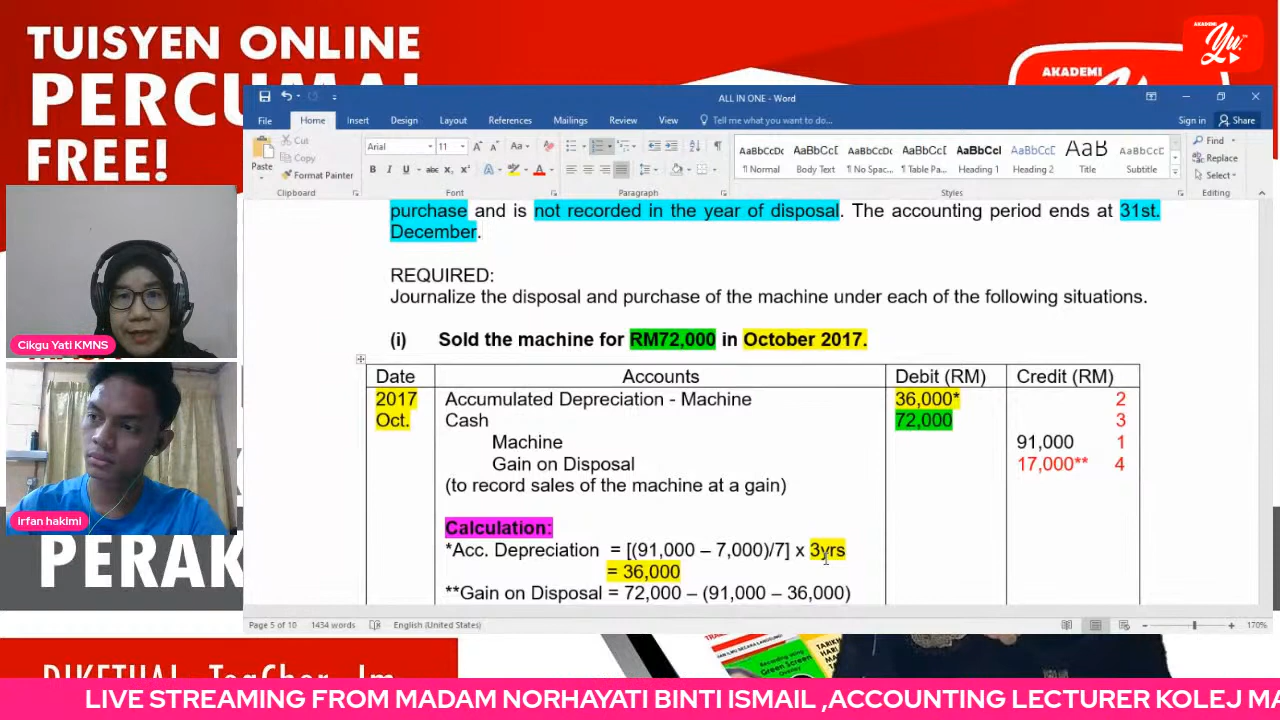 TUISYEN ONLINE
PERCUMA!
FREE!
AKADEMI
Yu
AKADEMI
ALL IN ONE - Word
File Home Insert Design Layout References Mailings Review View Tell me what you want to do... Sign in Share
Paste Cut Copy Format Painter
Arial 11
AaBbCcDc AaBbCcI AaBbCcDc AaBbCcI AaBbCcI AaBbCcI AaB AaBbCcD
¶ Normal Body Text ¶ No Spac... ¶ Table Pa... Heading 1 Heading 2 Title Subtitle
Find Replace Select
Clipboard Font Paragraph Styles Editing
purchase and is not recorded in the year of disposal. The accounting period ends at 31st.
December.
REQUIRED:
Journalize the disposal and purchase of the machine under each of the following situations.
(i) Sold the machine for RM72,000 in October 2017.
Date Accounts Debit (RM) Credit (RM)
2017 Accumulated Depreciation - Machine 36,000* 2
Oct. Cash 72,000 3
Machine 91,000 1
Gain on Disposal 17,000** 4
(to record sales of the machine at a gain)
Calculation:
*Acc. Depreciation = [(91,000 – 7,000)/7] x 3yrs
= 36,000
**Gain on Disposal = 72,000 – (91,000 – 36,000)
Page 5 of 10 1434 words English (United States) 170%
Cikgu Yati KMNS
irfan hakimi
PERAK
LIVE STREAMING FROM MADAM NORHAYATI BINTI ISMAIL ,ACCOUNTING LECTURER KOLEJ MA